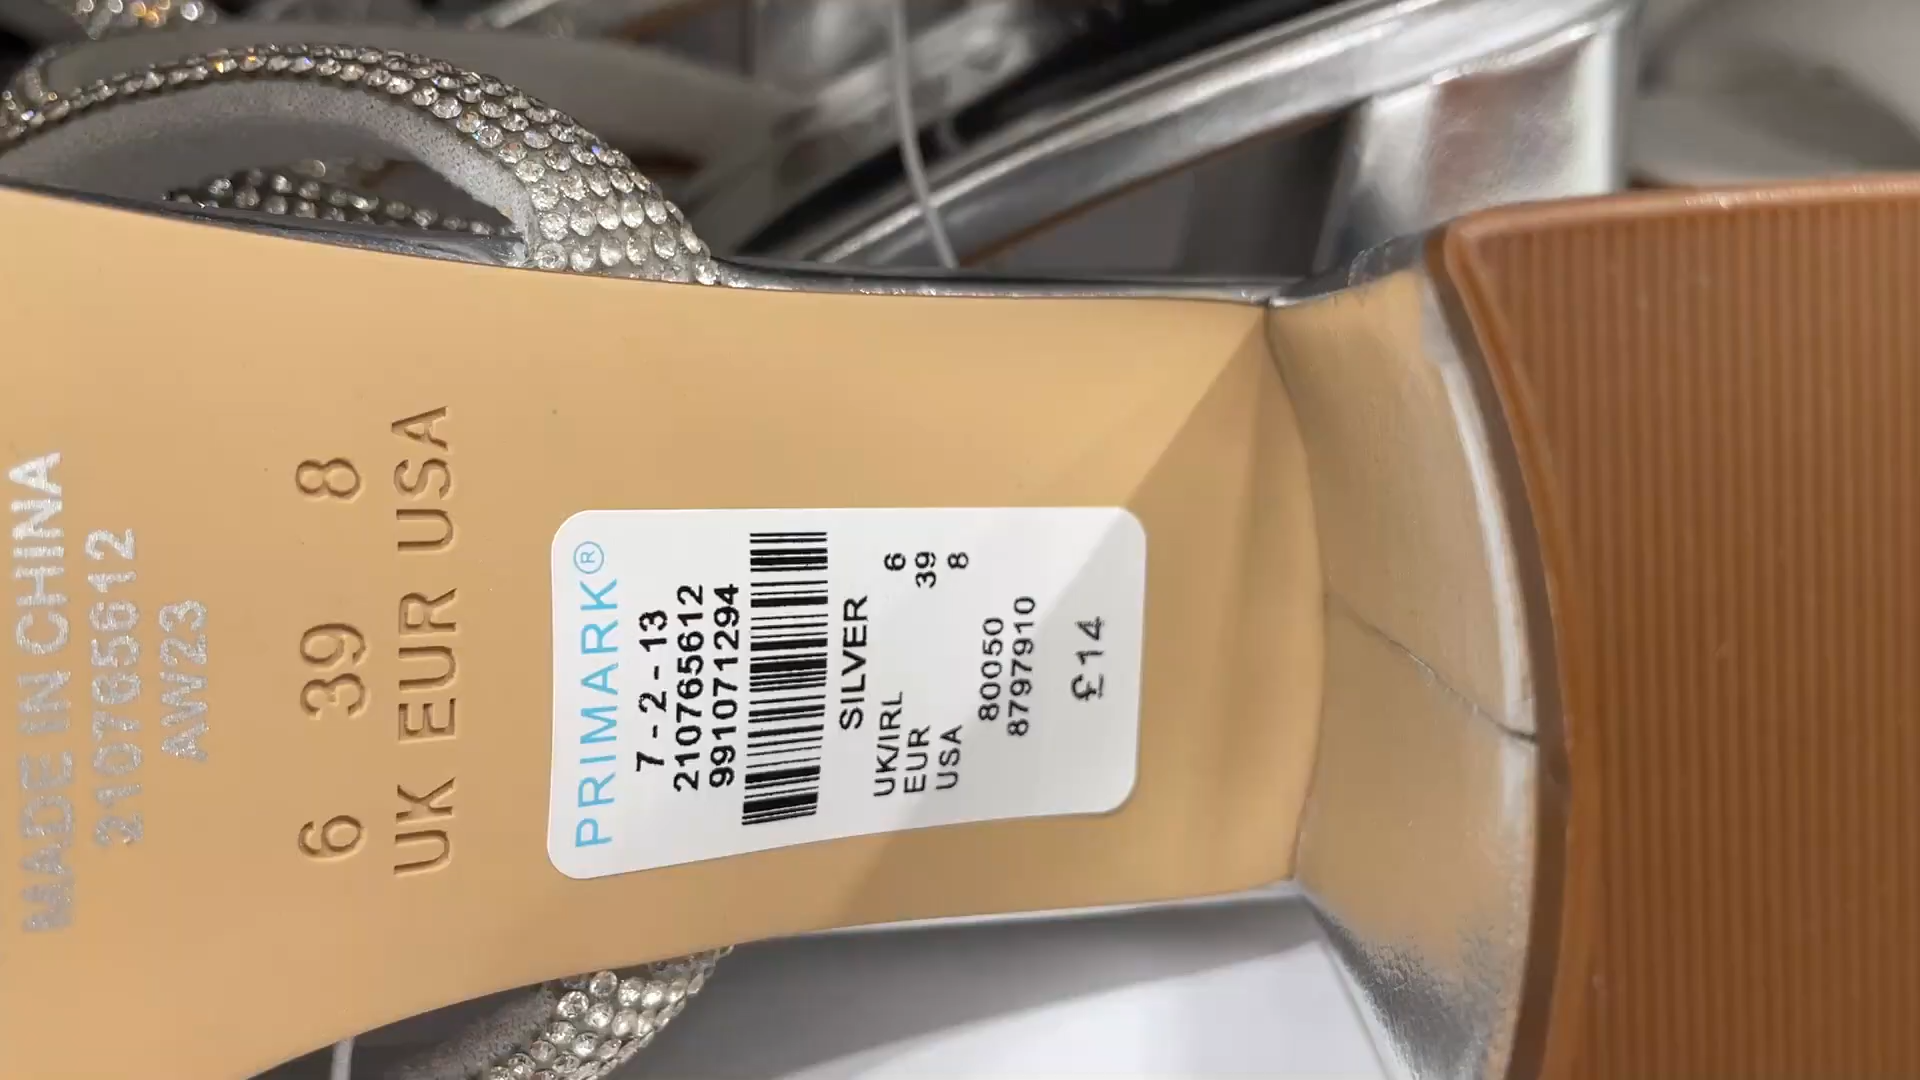 MADE IN CHINA
210765612
AW23
6 39 8
UK EUR USA
PRIMARK®
7-2-13
210765612
991071294
SILVER
UK/IRL 6
EUR 39
USA 8
80050
8797910
£14